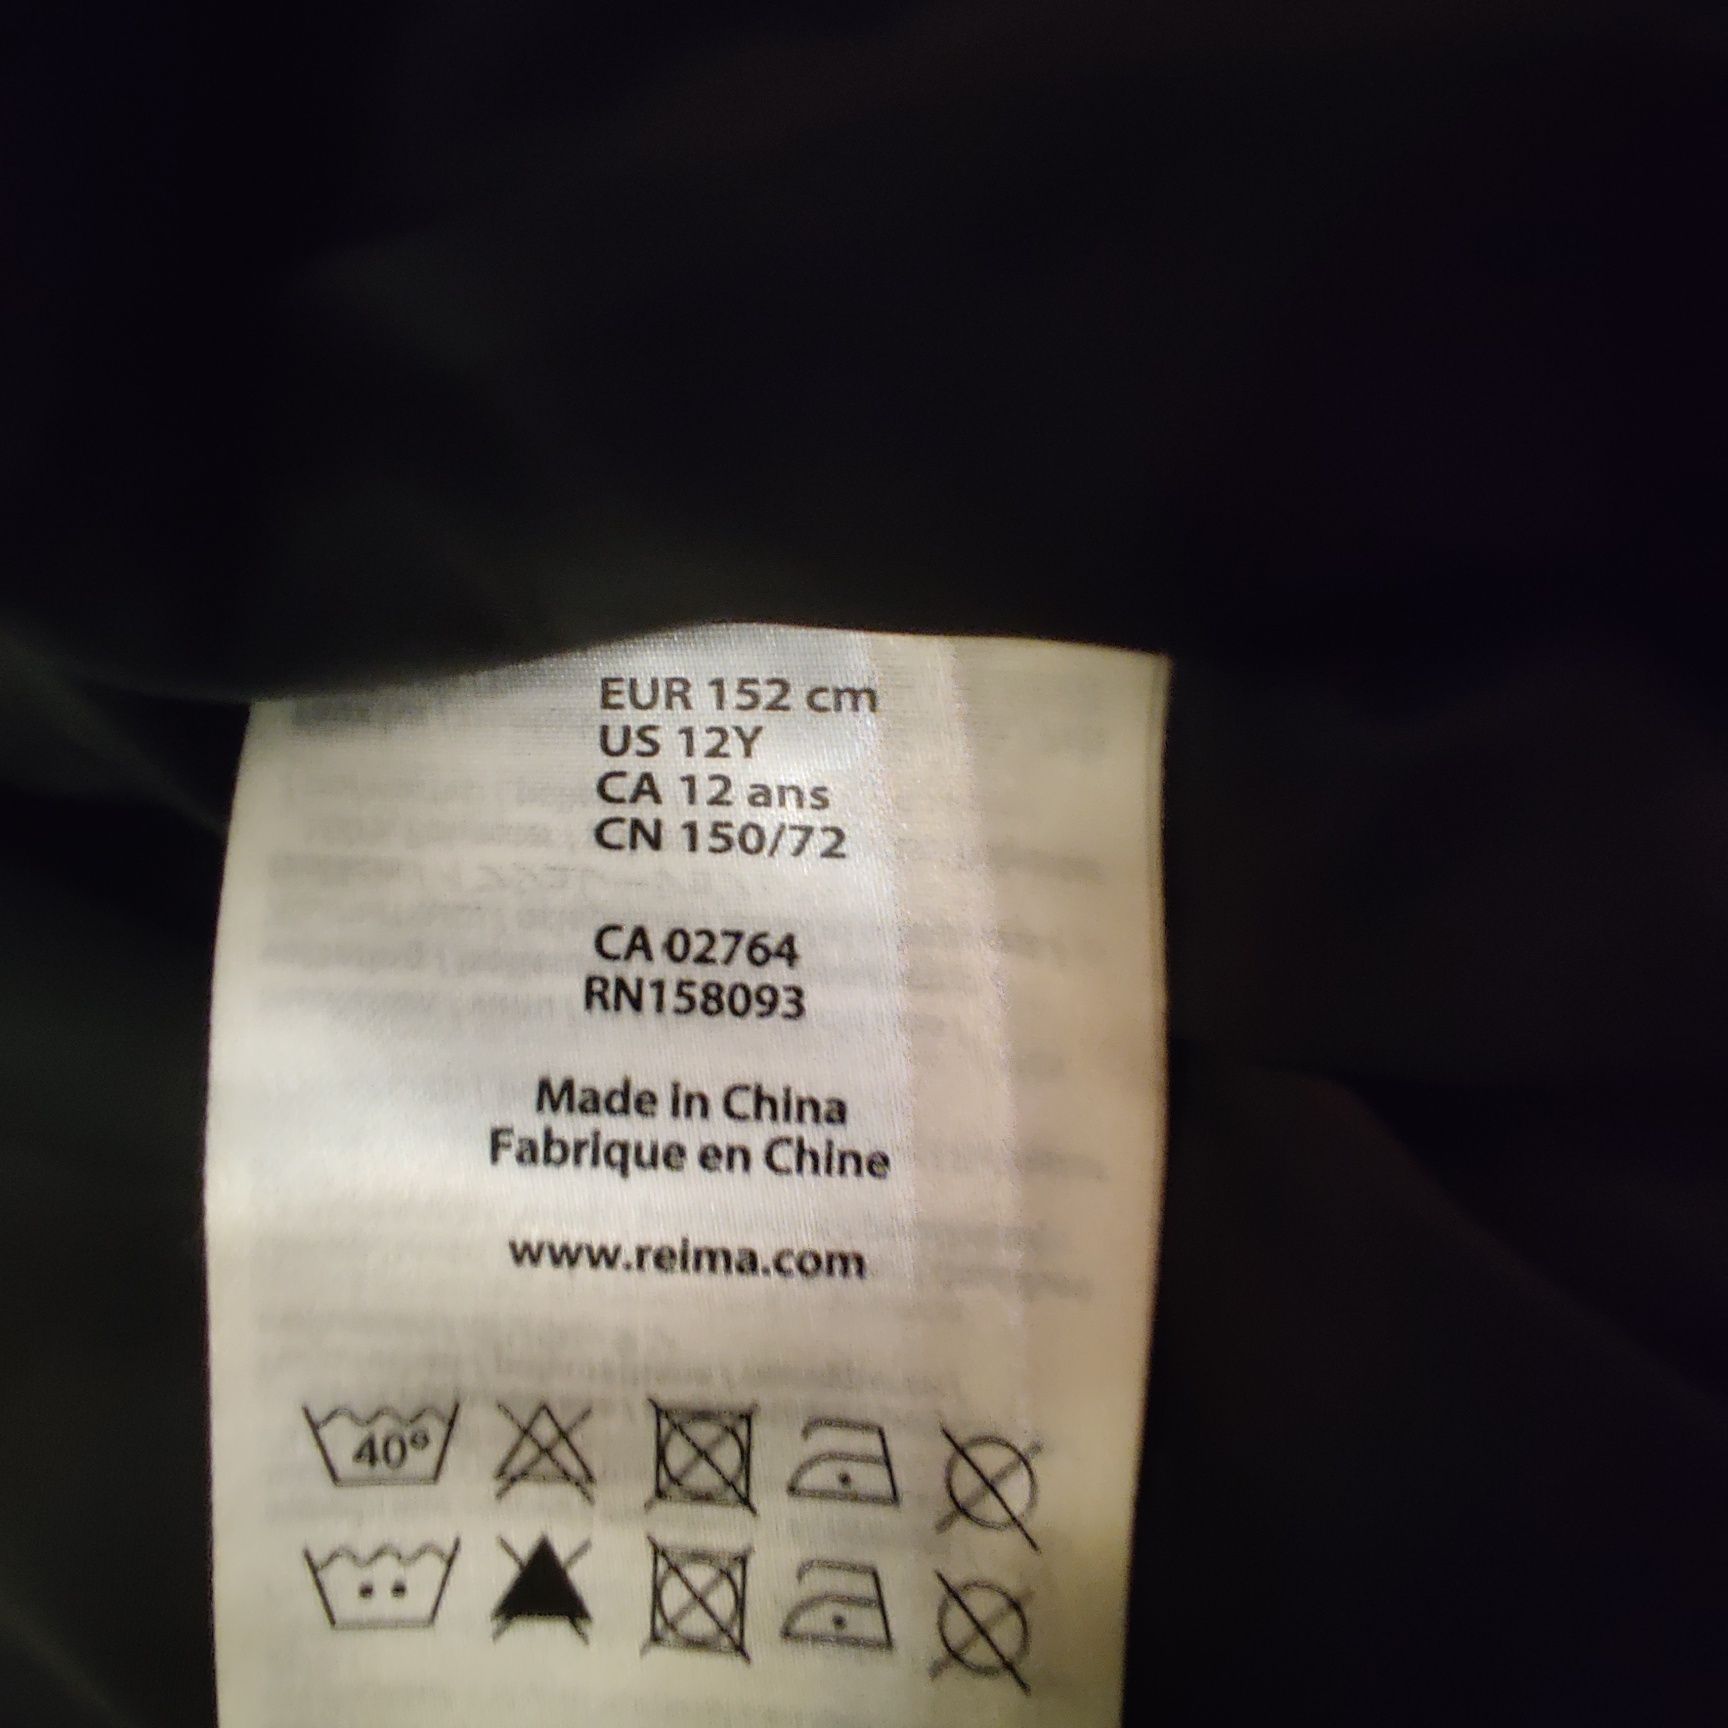 EUR 152 cm
US 12Y
CA 12 ans
CN 150/72
CA 02764
RN158093
Made in China
Fabrique en Chine
www.reima.com
40°